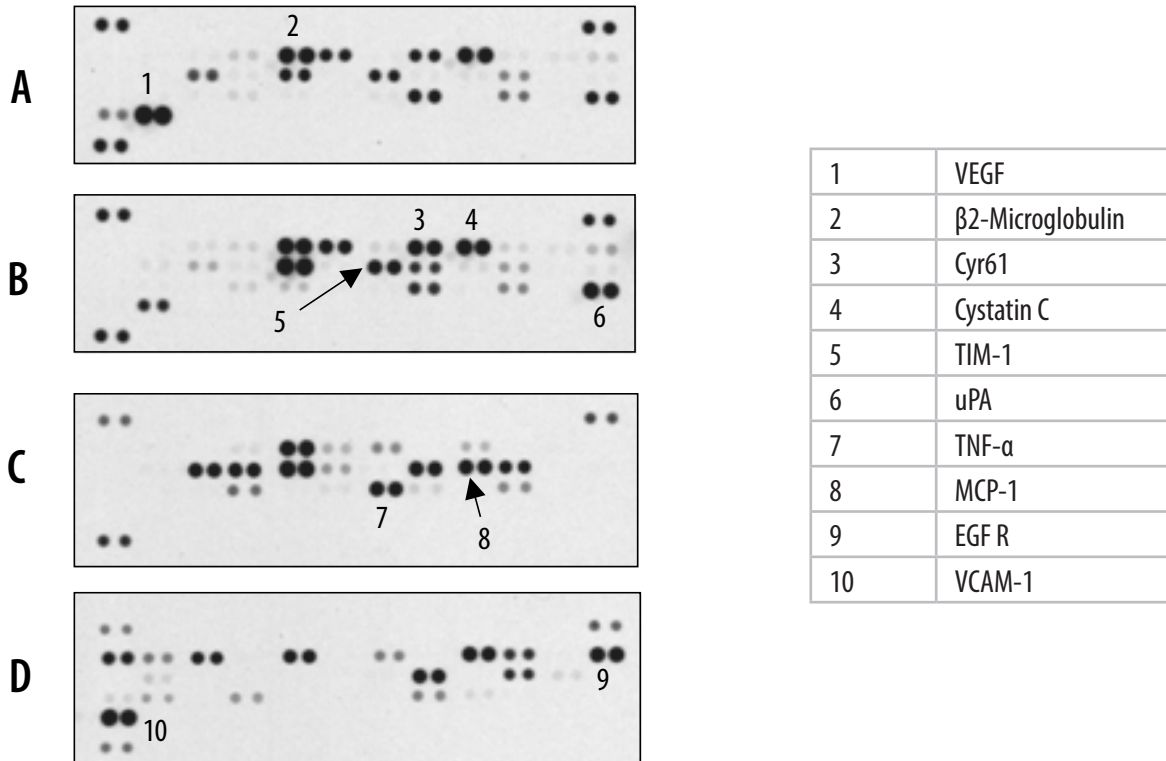 A
1
2
B
3
4
5
6
C
7
8
D
9
10
1 VEGF
2 β2-Microglobulin
3 Cyr61
4 Cystatin C
5 TIM-1
6 uPA
7 TNF-α
8 MCP-1
9 EGF R
10 VCAM-1